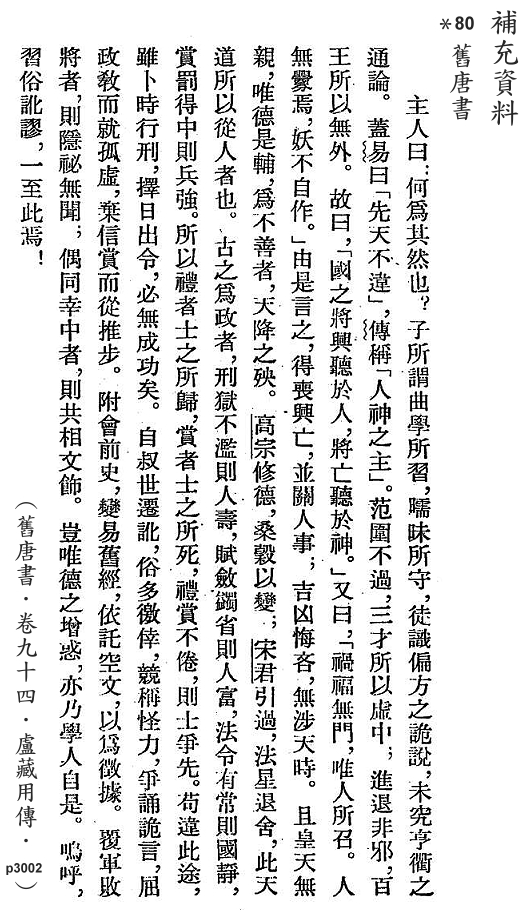 補充資料
＊80 舊唐書
主人曰：何爲其然也？子所謂曲學所習，曘昧所守，徒識偏方之詭說，未究亨衢之
通論。蓋易曰「先天不違」，傳稱「人神之主」。范圍不過，三才所以虛中；進退非邪，百
王所以無外。故曰，「國之將興聽於人，將亡聽於神。」又曰，「禍福無門，唯人所召。人
無釁焉，妖不自作。」由是言之，得喪興亡，並關人事；吉凶悔吝，無涉天時。且皇天無
親，唯德是輔，爲不善者，天降之殃。高宗修德，桑穀以變；宋君引過，法星退舍，此天
道所以從人者也。古之爲政者，刑獄不濫則人壽，賦斂蠲省則人富，法令有常則國靜，
賞罰得中則兵強。所以禮者士之所歸，賞者士之所死，禮賞不倦，則士爭先。苟違此途，
雖卜時行刑，擇日出令，必無成功矣。自叔世遷訛，俗多徼倖，競稱怪力，爭誦詭言，屈
政教而就孤虛，棄信賞而從推步。附會前史，變易舊經，依託空文，以爲徵據。覆軍敗
將者，則隱祕無聞；偶同幸中者，則共相文飾。豈唯德之增惑，亦乃學人自是。嗚呼，
習俗訛謬，一至此焉！
（舊唐書．卷九十四．盧藏用傳．p3002）